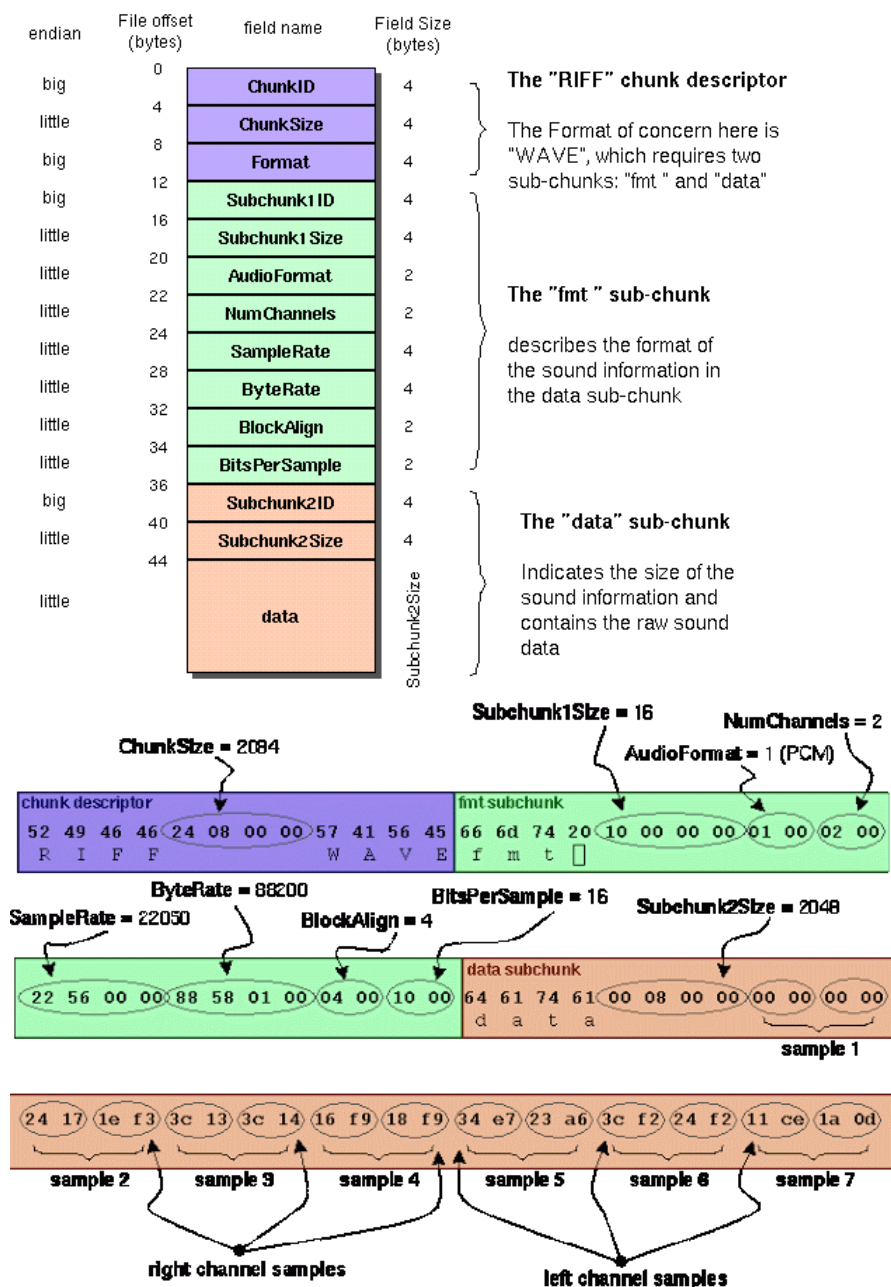 endian File offset (bytes) field name Field Size (bytes)
0
big ChunkID 4
4
little ChunkSize 4
8
big Format 4
12
big Subchunk1ID 4
16
little Subchunk1Size 4
20
little AudioFormat 2
22
little NumChannels 2
24
little SampleRate 4
28
little ByteRate 4
32
little BlockAlign 2
34
little BitsPerSample 2
36
big Subchunk2ID 4
40
little Subchunk2Size 4
44
little data Subchunk2Size
The "RIFF" chunk descriptor
The Format of concern here is
"WAVE", which requires two
sub-chunks: "fmt " and "data"
The "fmt " sub-chunk
describes the format of
the sound information in
the data sub-chunk
The "data" sub-chunk
Indicates the size of the
sound information and
contains the raw sound
data
ChunkSize = 2084
Subchunk1Size = 16
NumChannels = 2
AudioFormat = 1 (PCM)
chunk descriptor fmt subchunk
52 49 46 46 24 08 00 00 57 41 56 45 66 6d 74 20 10 00 00 00 01 00 02 00
R I F F W A V E f m t
SampleRate = 22050
ByteRate = 88200
BlockAlign = 4
BitsPerSample = 16
Subchunk2Size = 2048
data subchunk
22 56 00 00 88 58 01 00 04 00 10 00 64 61 74 61 00 08 00 00 00 00 00 00
d a t a
sample 1
24 17 1e f3 3c 13 3c 14 16 f9 18 f9 34 e7 23 a6 3c f2 24 f2 11 ce 1a 0d
sample 2 sample 3 sample 4 sample 5 sample 6 sample 7
right channel samples left channel samples